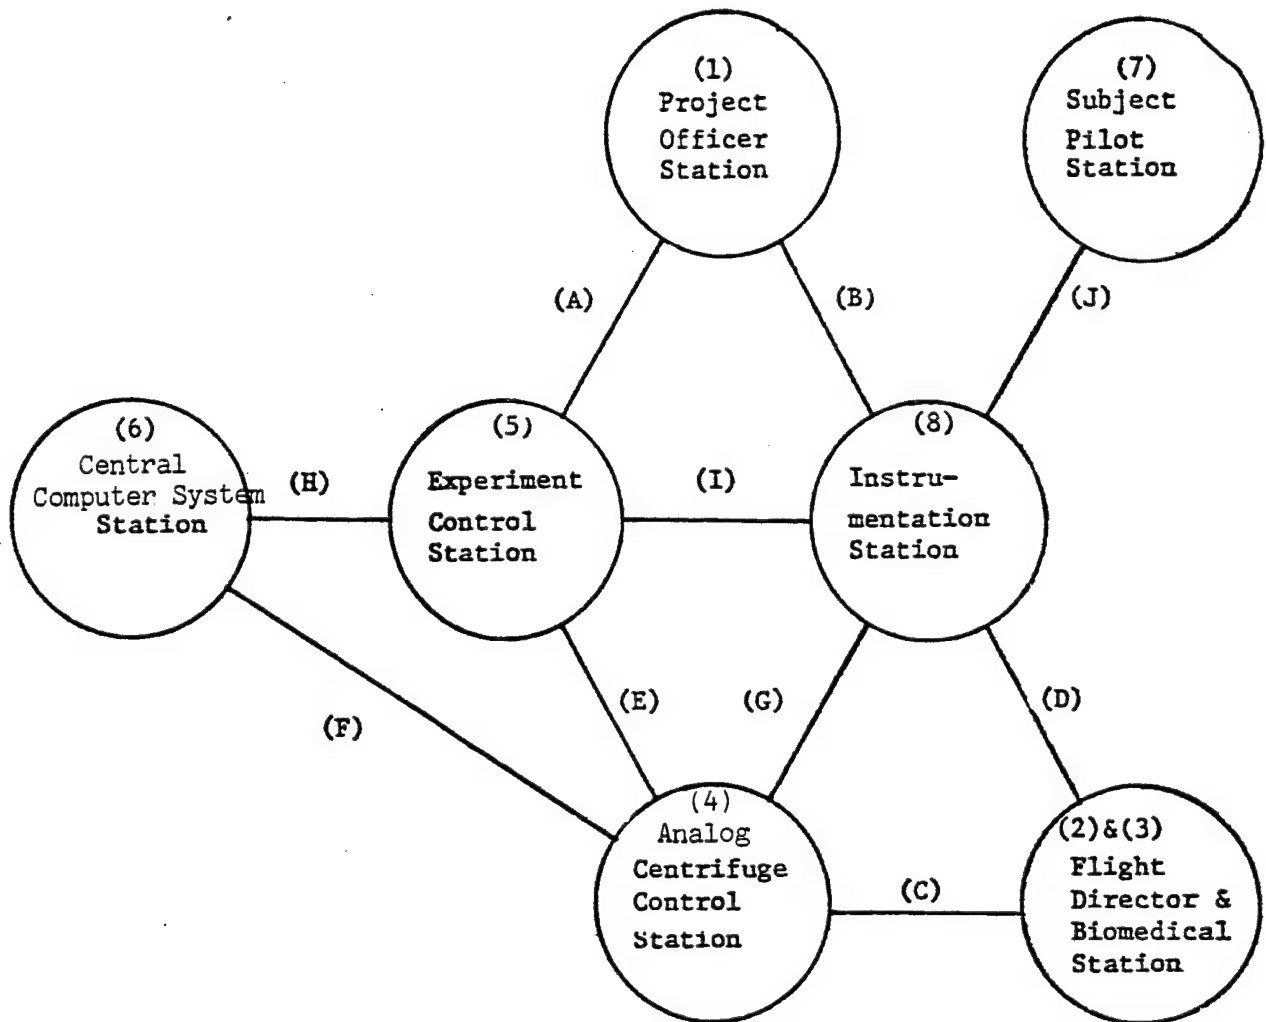 (1)
Project
Officer
Station
(7)
Subject
Pilot
Station
(A)
(B)
(J)
(6)
Central
Computer System
Station
(H)
(5)
Experiment
Control
Station
(I)
(8)
Instru-
mentation
Station
(F)
(E)
(G)
(D)
(4)
Analog
Centrifuge
Control
Station
(C)
(2)&(3)
Flight
Director &
Biomedical
Station